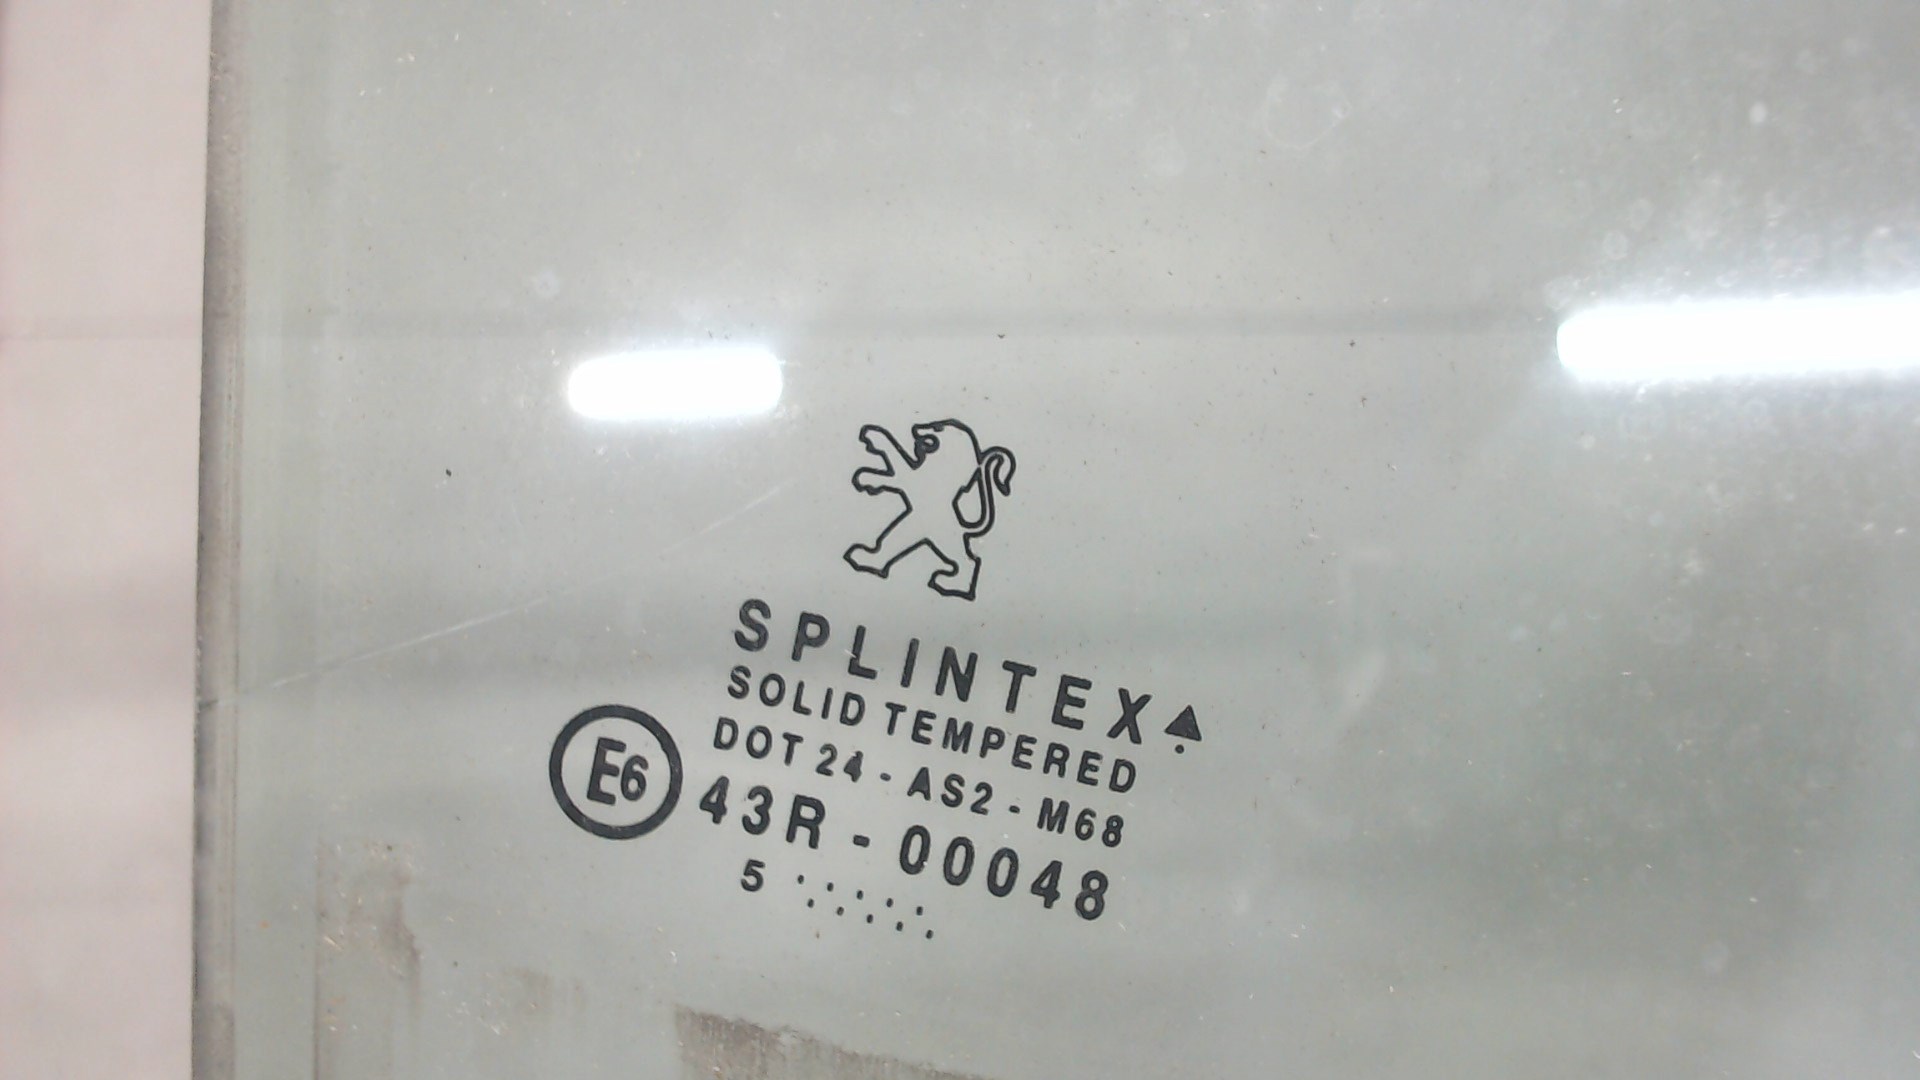 SPLINTEX
SOLID TEMPERED
DOT 24 - AS2 - M68
E6 43R - 00048
5